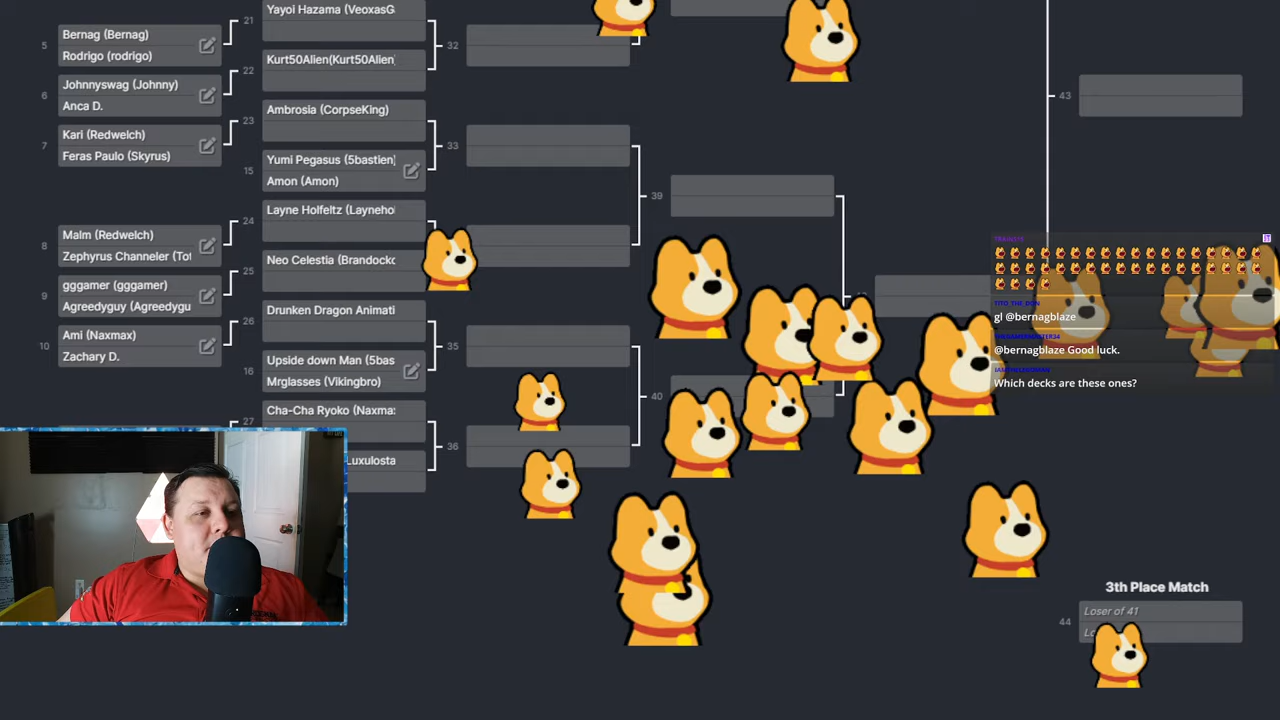 5
Bernag (Bernag)
Rodrigo (rodrigo)
6
Johnnyswag (Johnny)
Anca D.
7
Kari (Redwelch)
Feras Paulo (Skyrus)
8
Malm (Redwelch)
Zephyrus Channeler (Tot
9
gggamer (gggamer)
Agreedyguy (Agreedygu
10
Ami (Naxmax)
Zachary D.
21
Yayoi Hazama (VeoxasG
22
Kurt50Alien(Kurt50Alien)
23
Ambrosia (CorpseKing)
15
Yumi Pegasus (5bastien)
Amon (Amon)
24
Layne Holfeltz (Layneho
25
Neo Celestia (Brandocko
26
Drunken Dragon Animati
16
Upside down Man (5bas
Mrglasses (Vikingbro)
27
Cha-Cha Ryoko (Naxma
Luxulosta
32
33
35
36
39
40
43
gl @bernagblaze
@bernagblaze Good luck.
Which decks are these ones?
3th Place Match
44
Loser of 41